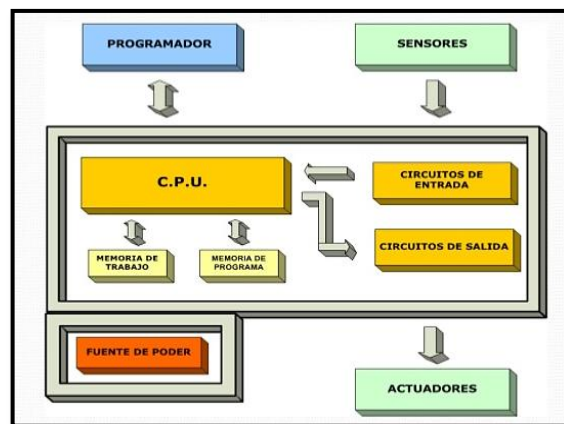 PROGRAMADOR
SENSORES
C.P.U.
CIRCUITOS DE
ENTRADA
CIRCUITOS DE SALIDA
MEMORIA DE
TRABAJO
MEMORIA DE
PROGRAMA
FUENTE DE PODER
ACTUADORES